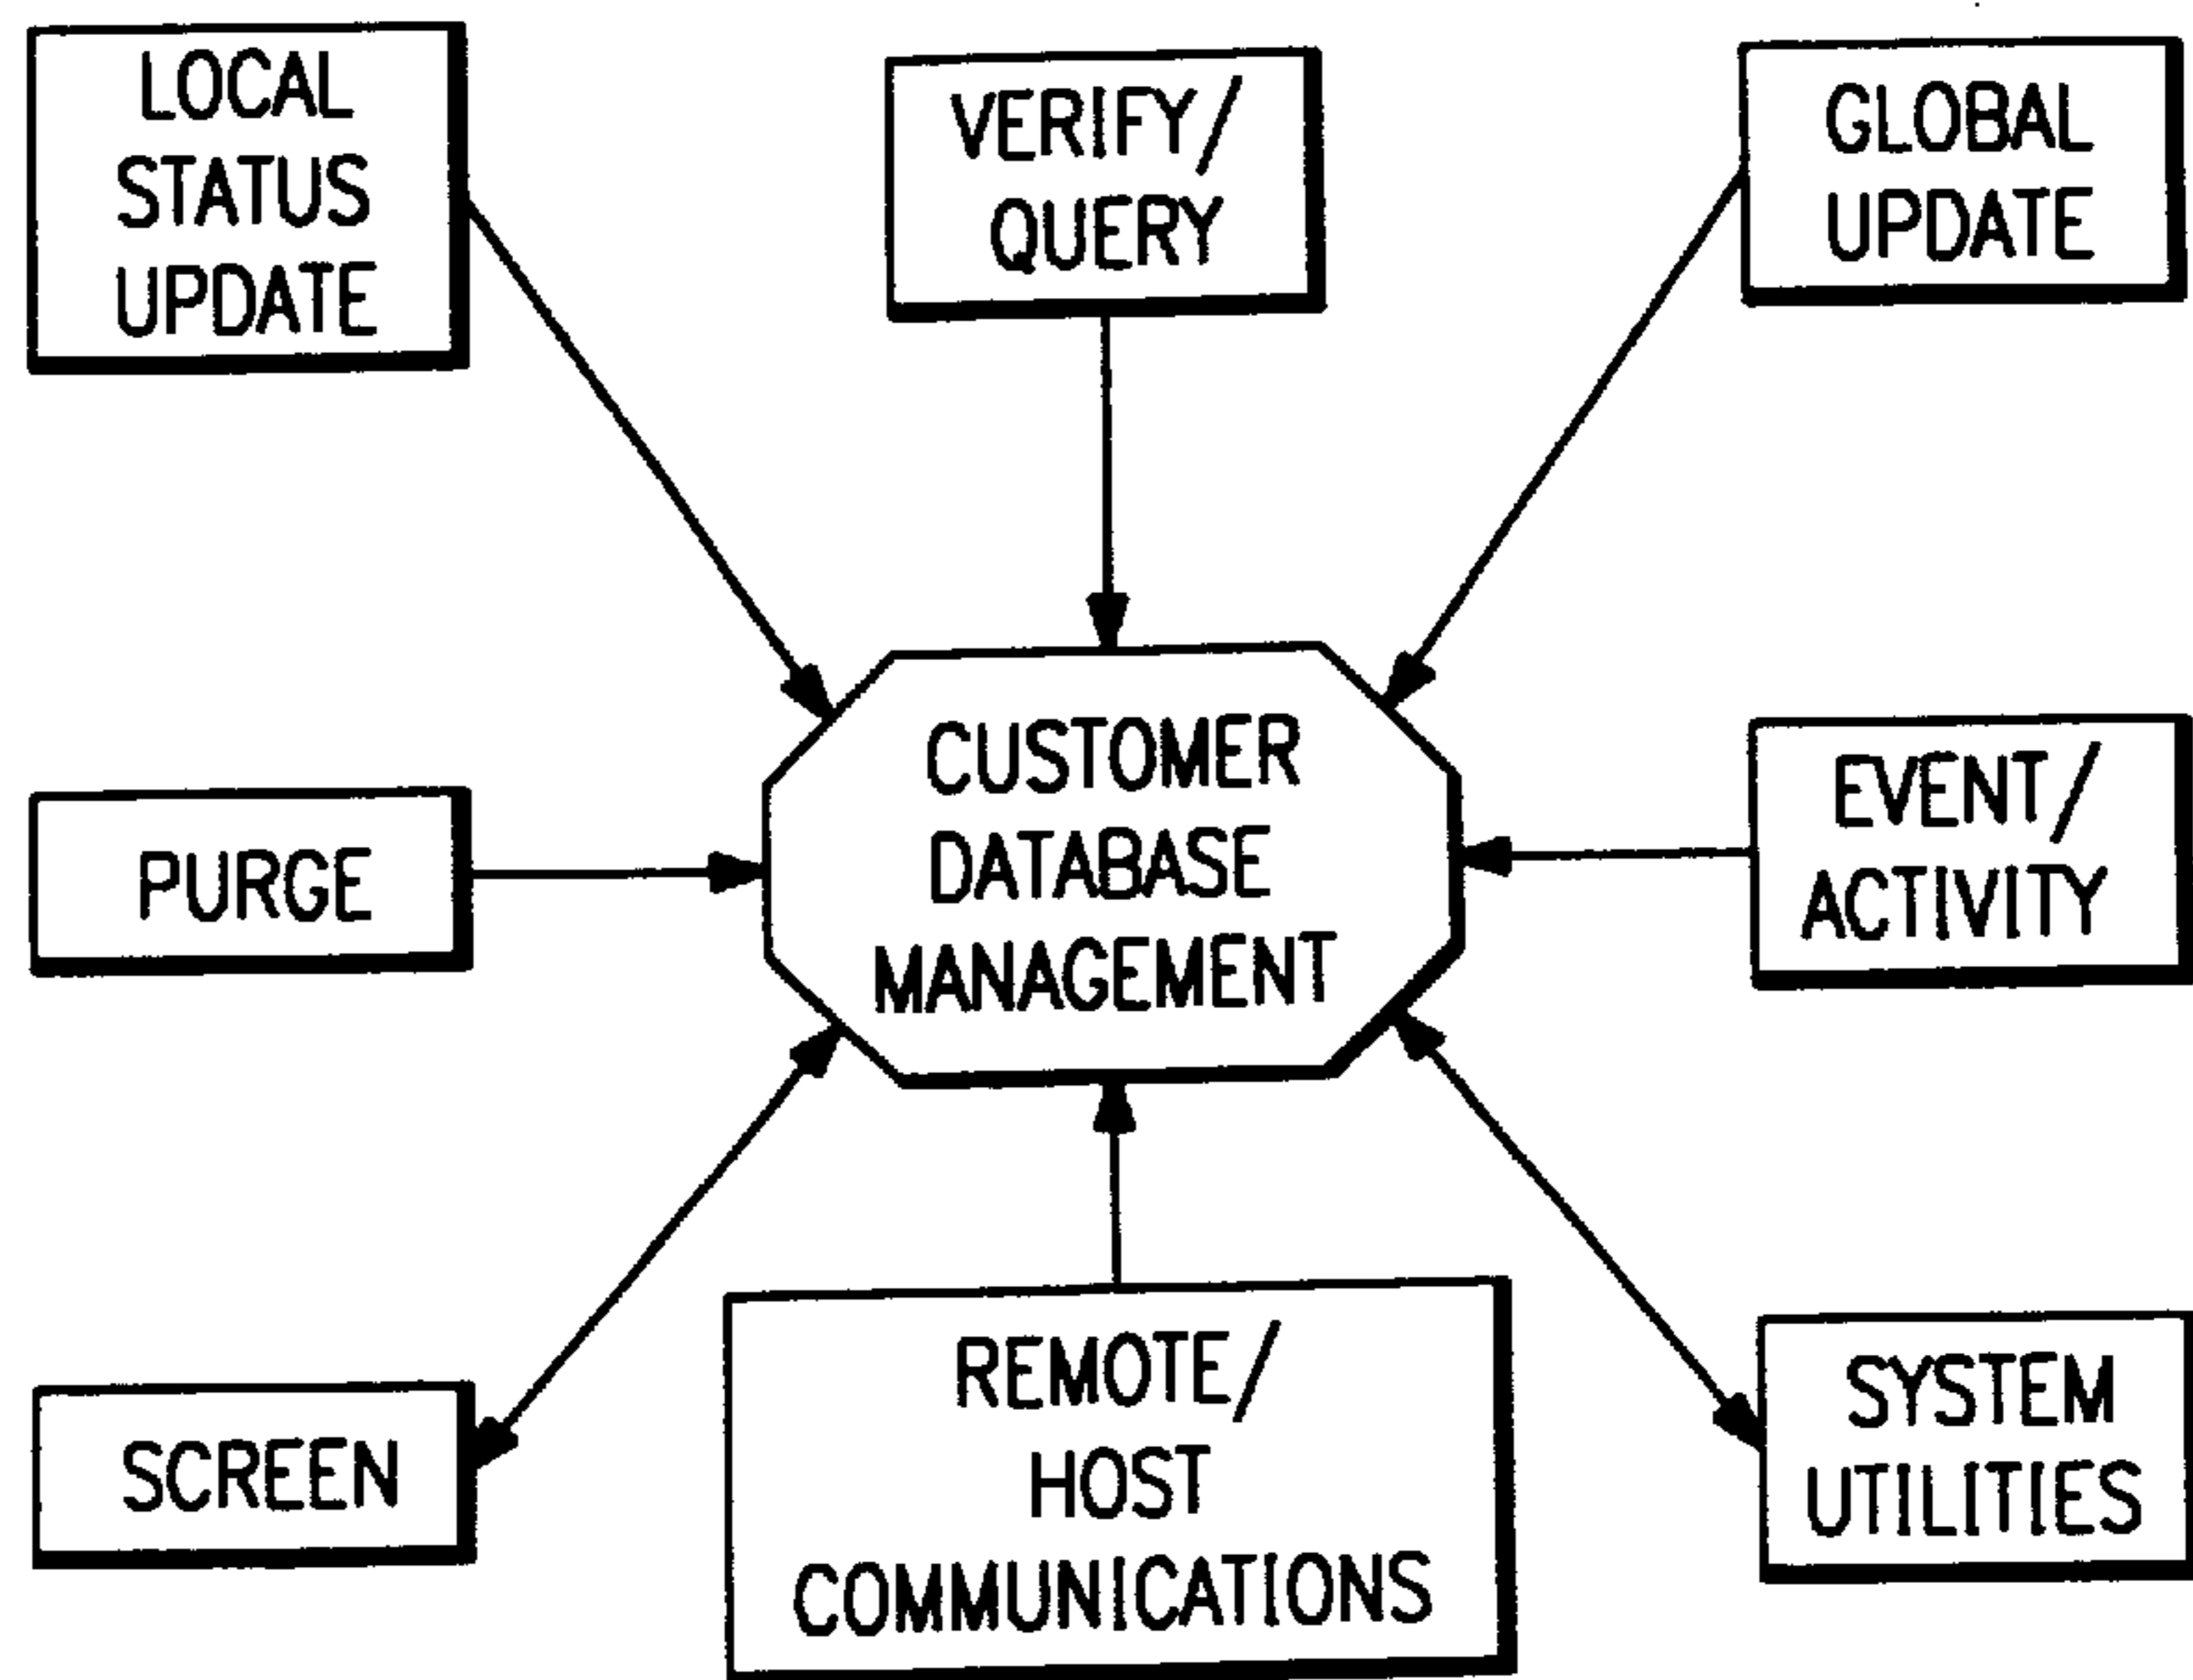 LOCAL
STATUS
UPDATE
VERIFY/
QUERY
GLOBAL
UPDATE
PURGE
CUSTOMER
DATABASE
MANAGEMENT
EVENT/
ACTIVITY
SCREEN
REMOTE/
HOST
COMMUNICATIONS
SYSTEM
UTILITIES